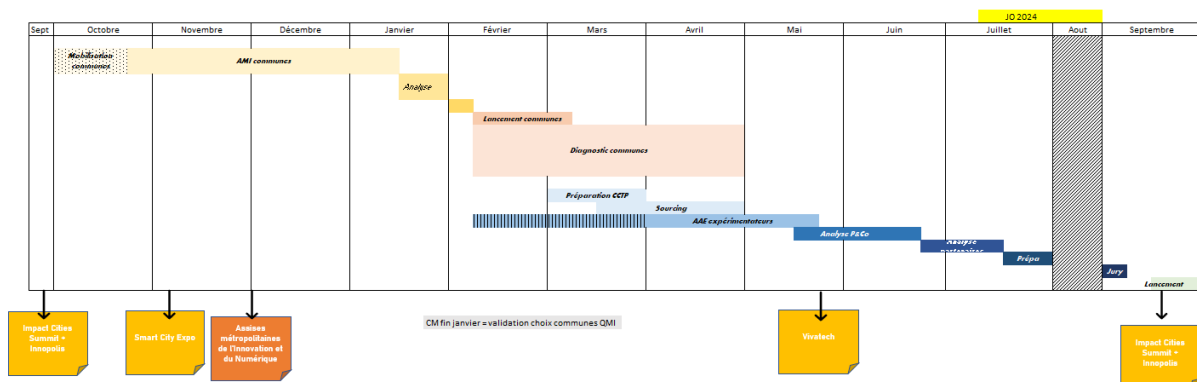 JO 2024
Sept Octobre Novembre Décembre Janvier Février Mars Avril Mai Juin Juillet Aout Septembre
Mobilisation
communes
AMI communes
Analyse
Lancement communes
Diagnostic communes
Préparation CCTP
Sourcing
AAE expérimentateurs
Analyse P&Co
Analyse
partenaires
Prépa
Jury
Lancement
Impact Cities
Summit +
Innopolis
Smart City Expo
Assises
métropolitaines
de l'Innovation et
du Numérique
CM fin janvier = validation choix communes QMI
Vivatech
Impact Cities
Summit +
Innopolis